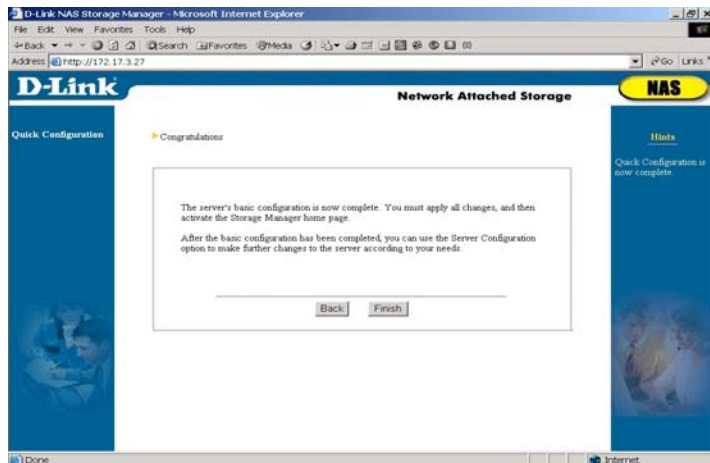 D-Link NAS Storage Manager - Microsoft Internet Explorer
File Edit View Favorites Tools Help
Back Search Favorites Media
Address http://172.17.3.27 Go Links
D-Link
Network Attached Storage
NAS
Quick Configuration
Congratulations
Hints
Quick Configuration is
now complete.
The server's basic configuration is now complete. You must apply all changes, and then
activate the Storage Manager home page.
After the basic configuration has been completed, you can use the Server Configuration
option to make further changes to the server according to your needs.
Back Finish
Done Internet